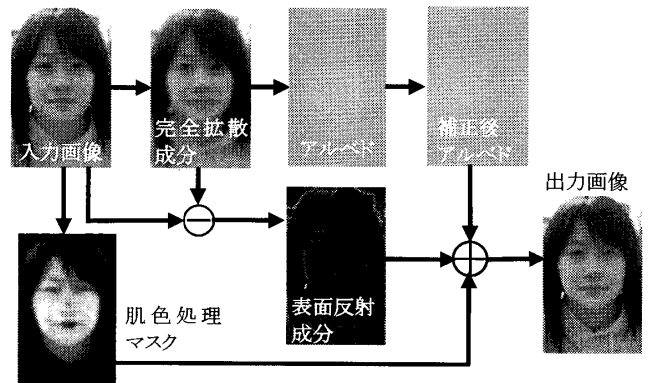 入力画像
完全拡散
成分
アルベド
補正後
アルベド
出力画像
肌色処理
マスク
表面反射
成分